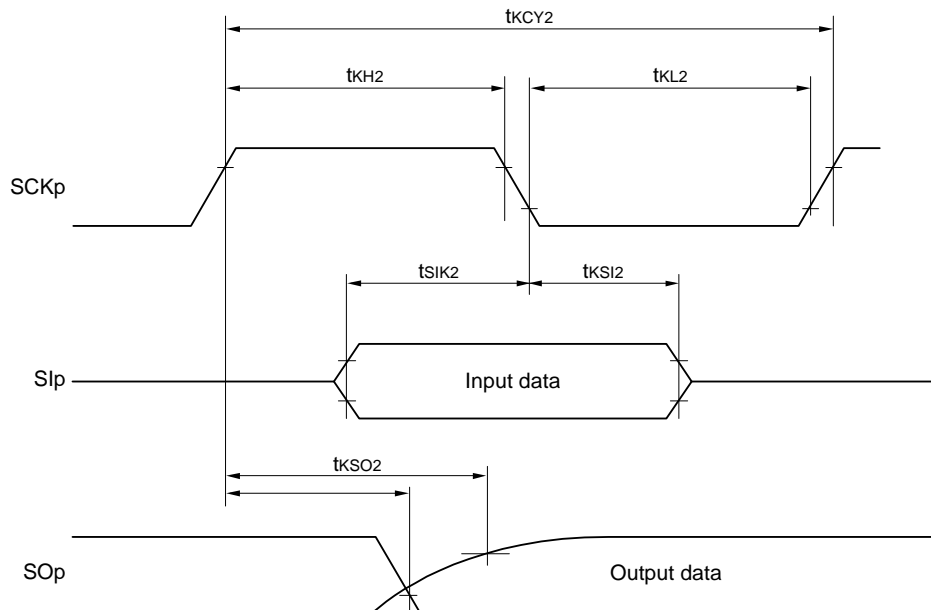 tKCY2
tKH2
tKL2
SCKp
tSIK2
tKSI2
SIp
Input data
tKSO2
SOp
Output data